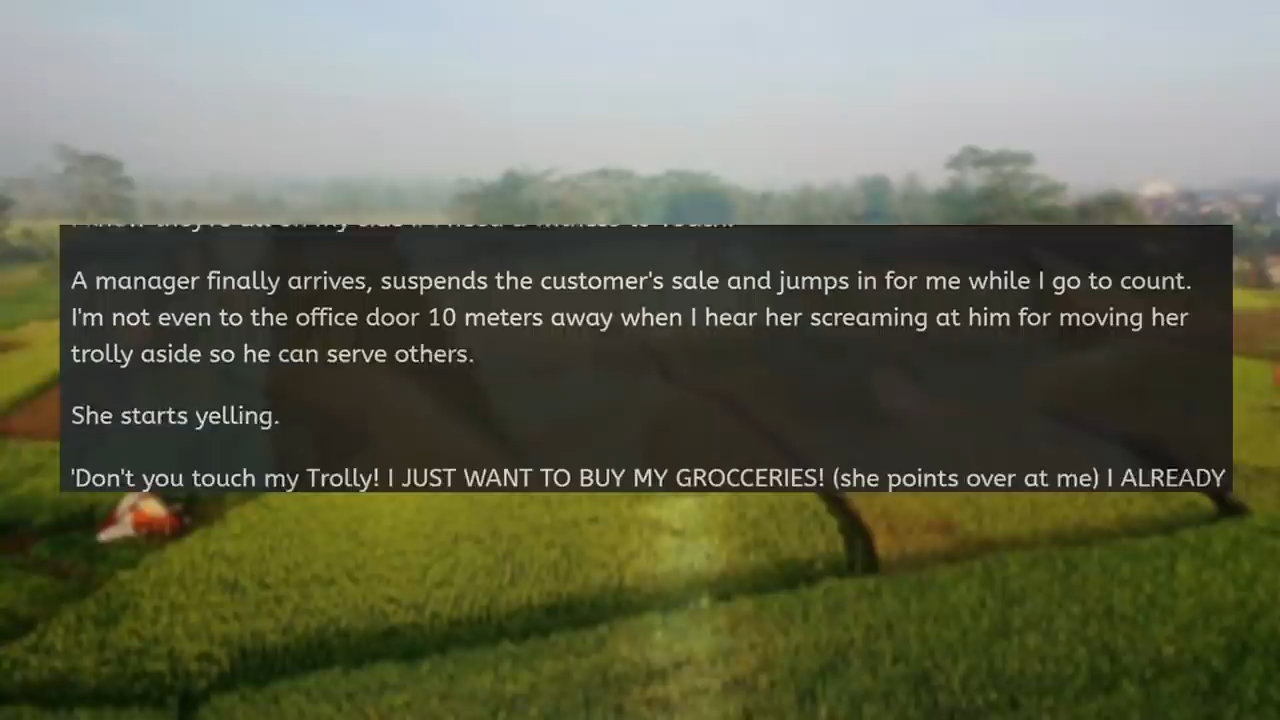 A manager finally arrives, suspends the customer's sale and jumps in for me while I go to count.
I'm not even to the office door 10 meters away when I hear her screaming at him for moving her
trolly aside so he can serve others.
She starts yelling.
'Don't you touch my Trolly! I JUST WANT TO BUY MY GROCCERIES! (she points over at me) I ALREADY